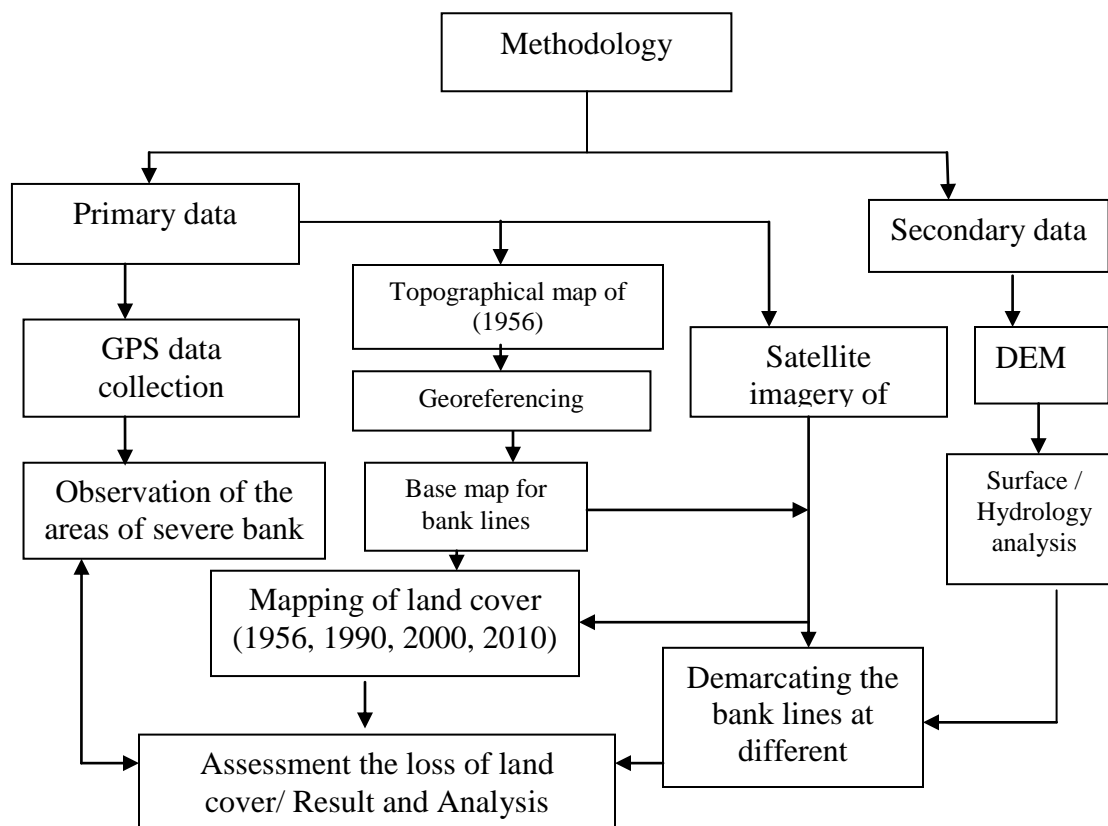 Methodology
Primary data
Secondary data
Topographical map of
(1956)
GPS data
collection
Satellite
imagery of
DEM
Georeferencing
Observation of the
areas of severe bank
Base map for
bank lines
Surface /
Hydrology
analysis
Mapping of land cover
(1956, 1990, 2000, 2010)
Demarcating the
bank lines at
different
Assessment the loss of land
cover/ Result and Analysis